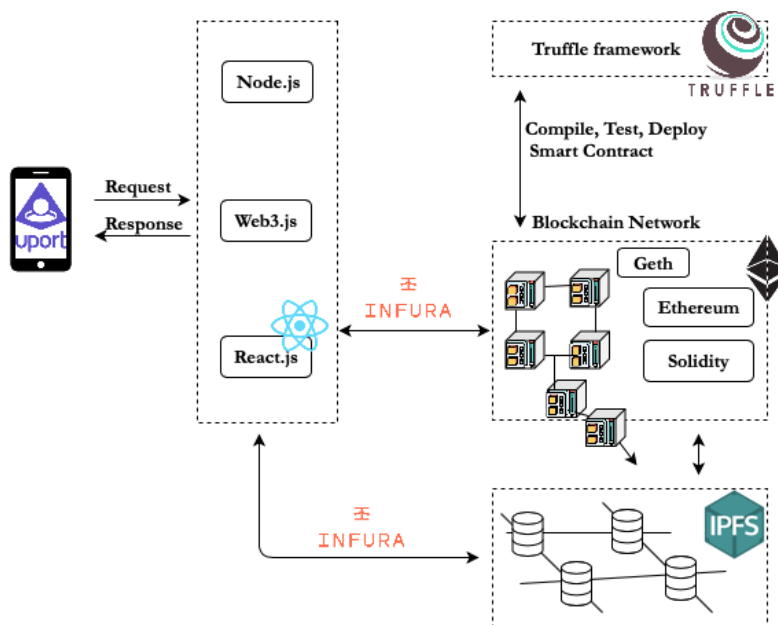 Node.js
Truffle framework
TRUFFLE
Compile, Test, Deploy
Smart Contract
Request
Response
uport
Web3.js
Blockchain Network
Geth
INFURA
Ethereum
React.js
Solidity
INFURA
IPFS